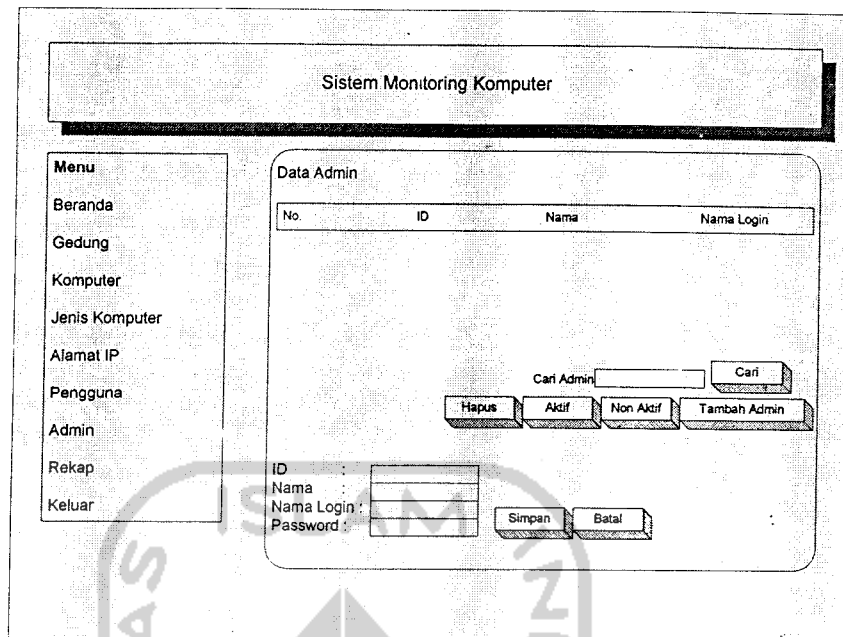 Sistem Monitoring Komputer
Menu
Beranda
Gedung
Komputer
Jenis Komputer
Alamat IP
Pengguna
Admin
Rekap
Keluar
Data Admin
No. ID Nama Nama Login
Cari Admin Cari
Hapus Aktif Non Aktif Tambah Admin
ID :
Nama :
Nama Login :
Password :
Simpan Batal
ISLAM